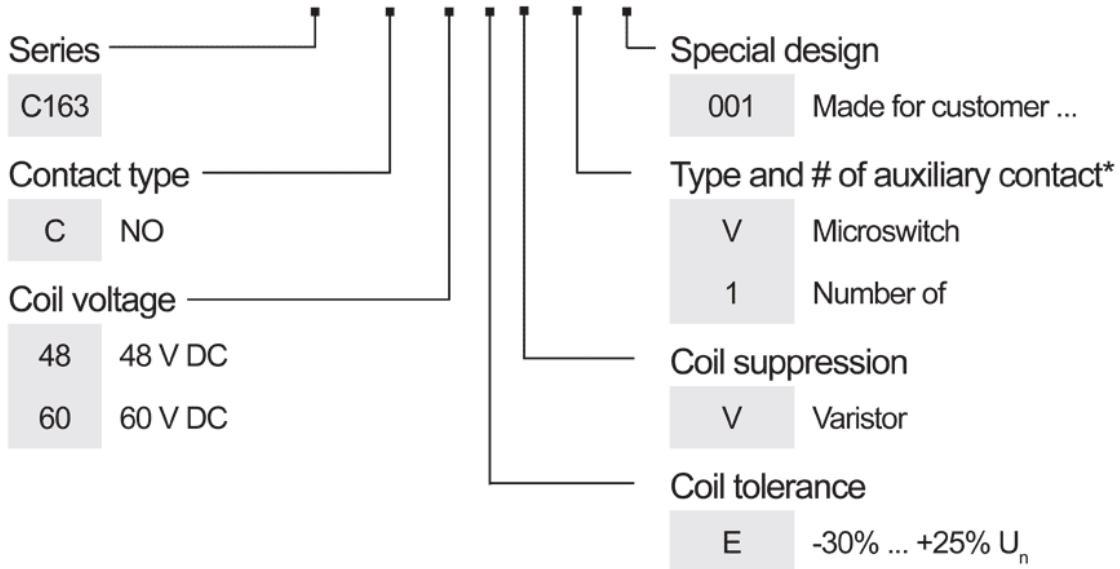 Series
C163
Contact type
C NO
Coil voltage
48 48 V DC
60 60 V DC
Special design
001 Made for customer ...
Type and # of auxiliary contact*
V Microswitch
1 Number of
Coil suppression
V Varistor
Coil tolerance
E -30% ... +25% Un